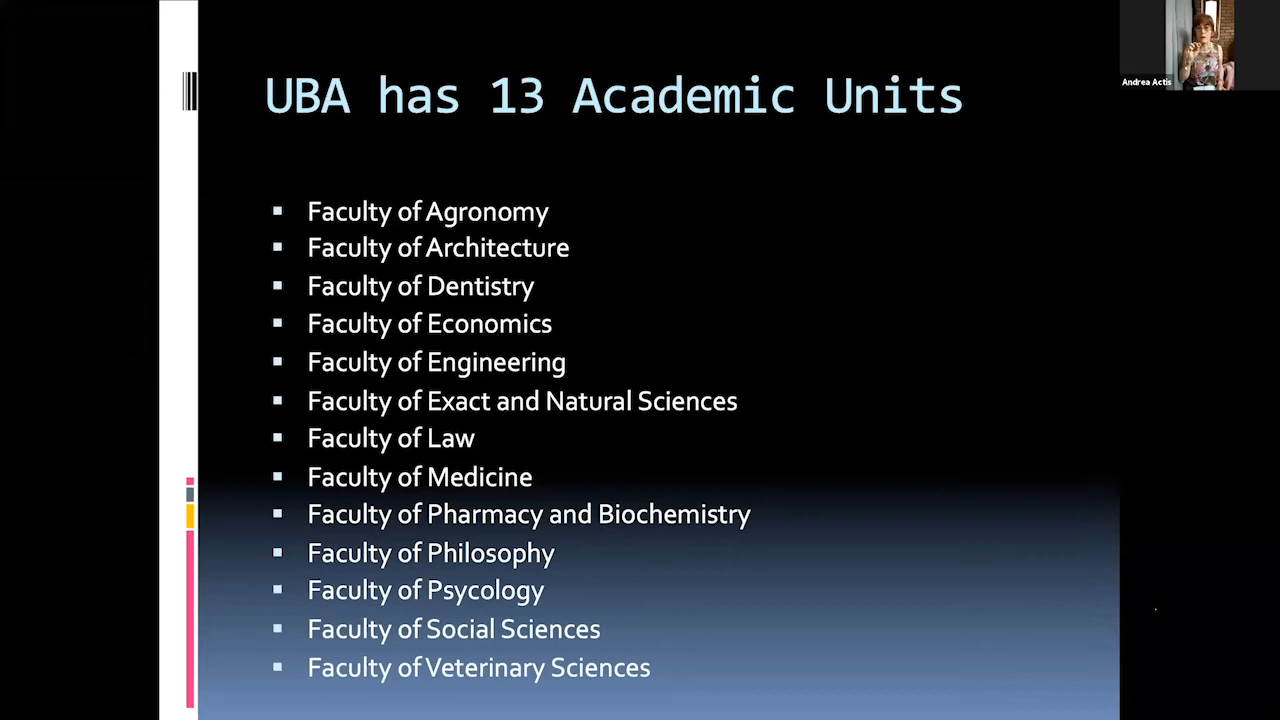 UBA has 13 Academic Units
Andrea Actis
Faculty of Agronomy
Faculty of Architecture
Faculty of Dentistry
Faculty of Economics
Faculty of Engineering
Faculty of Exact and Natural Sciences
Faculty of Law
Faculty of Medicine
Faculty of Pharmacy and Biochemistry
Faculty of Philosophy
Faculty of Psycology
Faculty of Social Sciences
Faculty of Veterinary Sciences